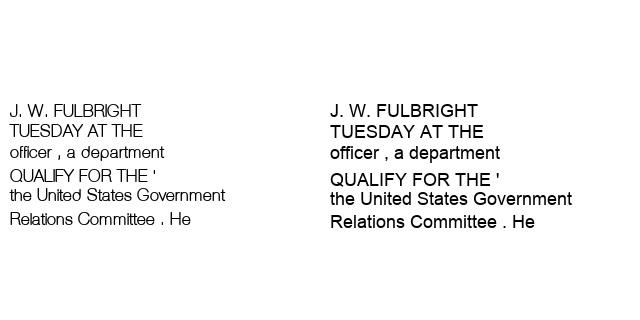 J. W. FULBRIGHT
TUESDAY AT THE
officer , a department
QUALIFY FOR THE '
the United States Government
Relations Committee . He
J. W. FULBRIGHT
TUESDAY AT THE
officer , a department
QUALIFY FOR THE '
the United States Government
Relations Committee . He